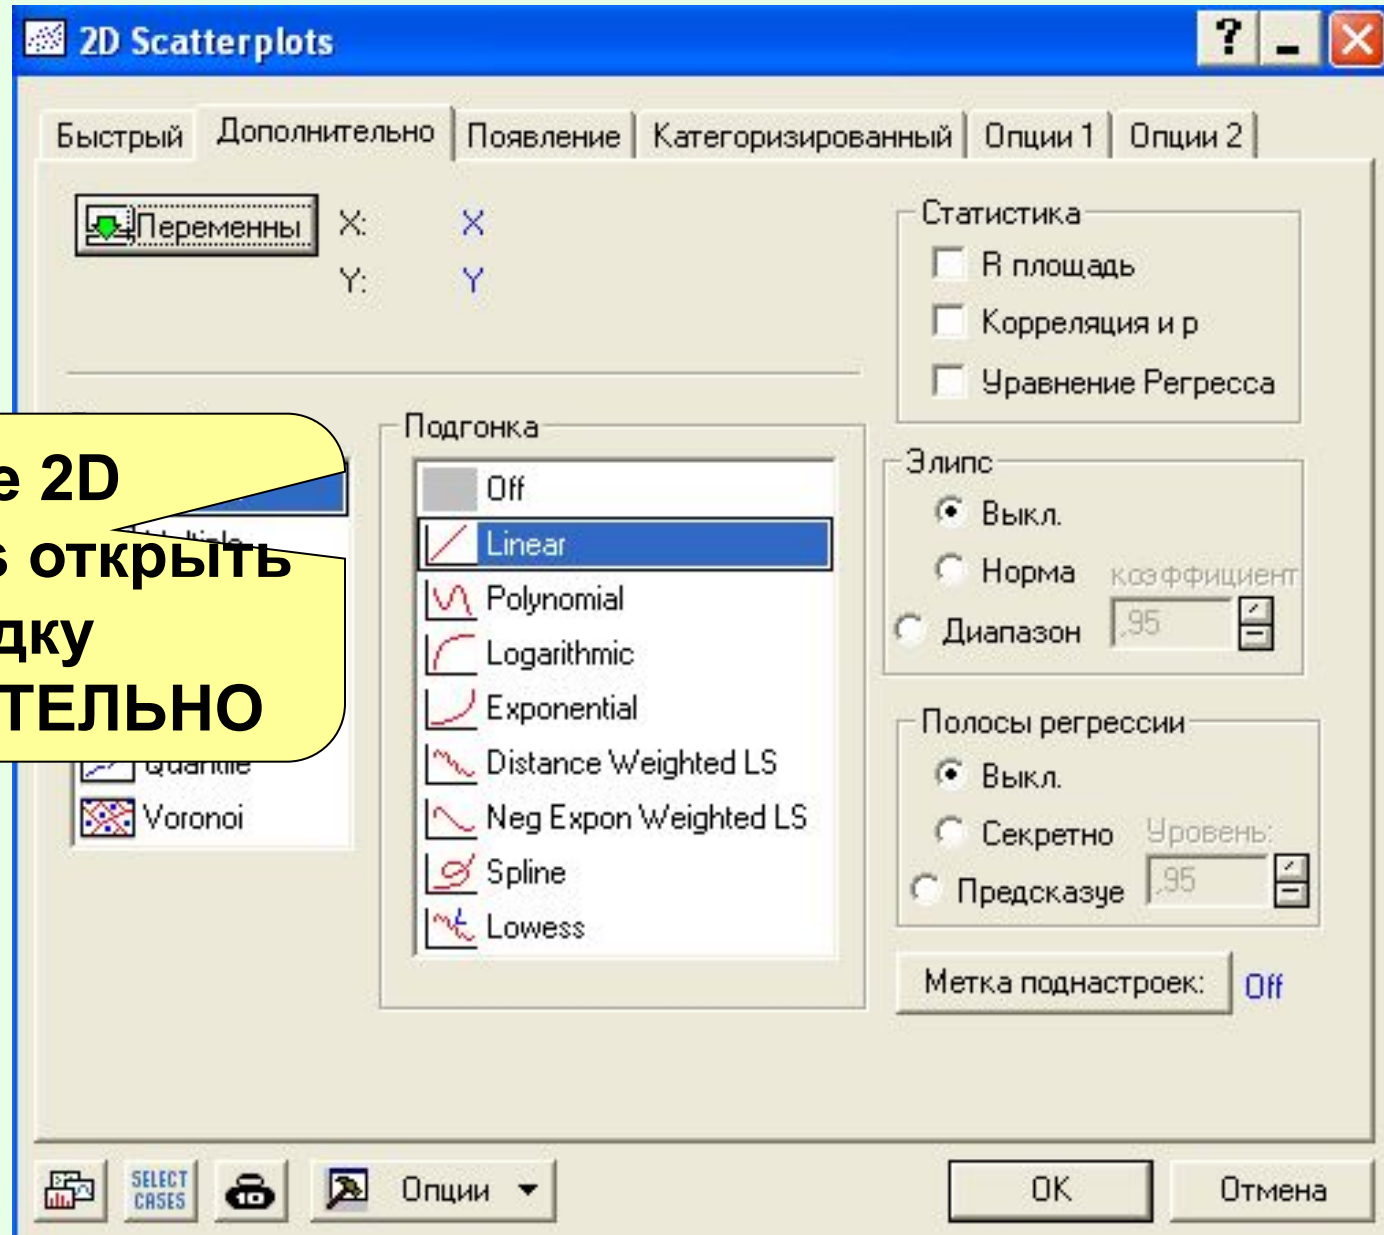 2D Scatterplots
Быстрый Дополнительно Появление Категоризированный Опции 1 Опции 2
Переменны X: X
Y: Y
Статистика
R площадь
Корреляция и p
Уравнение Регресса
2D
открыть
Подгонка
Off
Linear
Polynomial
Logarithmic
Exponential
Distance Weighted LS
Neg Expon Weighted LS
Spline
Lowess
Quantile
Voronoi
Элипс
Выкл.
Норма коэффициент
Диапазон ,95
Полосы регрессии
Выкл.
Секретно Уровень:
Предсказуе ,95
Метка поднастроек: Off
SELECT CASES
Опции
OK
Отмена